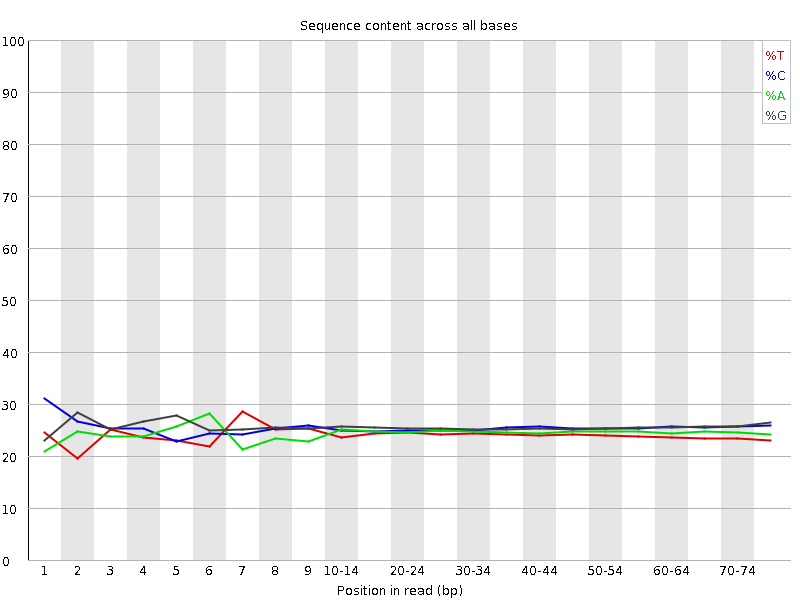 Sequence content across all bases
100
90
80
70
60
50
40
30
20
10
0
%T
%C
%A
%G
1 2 3 4 5 6 7 8 9 10-14 20-24 30-34 40-44 50-54 60-64 70-74
Position in read (bp)